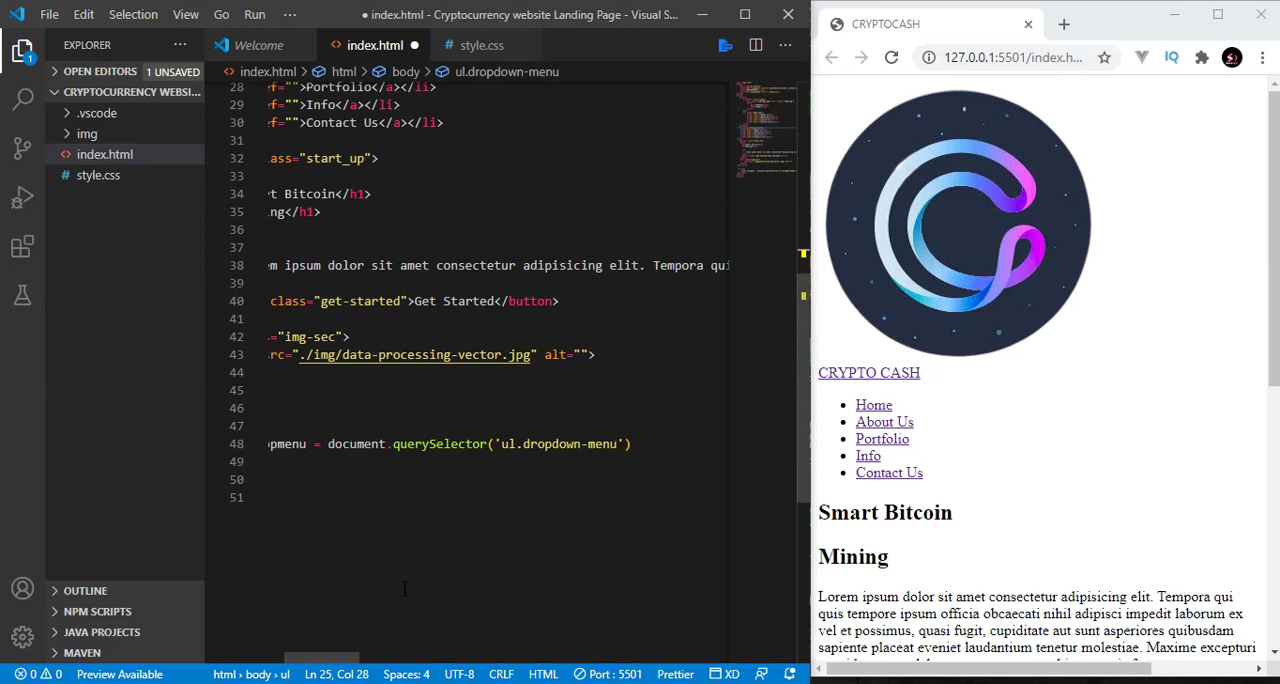 File Edit Selection View Go Run ···
● index.html - Cryptocurrency website Landing Page - Visual S...
EXPLORER ···
OPEN EDITORS 1 UNSAVED
CRYPTOCURRENCY WEBSI...
.vscode
img
index.html
style.css
OUTLINE
NPM SCRIPTS
JAVA PROJECTS
MAVEN
1
Welcome index.html ● # style.css
index.html > html > body > ul.dropdown-menu
28 ef="">Portfolio</a></li>
29 ef="">Info</a></li>
30 ef="">Contact Us</a></li>
31
32 ass="start_up">
33
34 t Bitcoin</h1>
35 ng</h1>
36
37
38 m ipsum dolor sit amet consectetur adipisicing elit. Tempora qui
39
40 class="get-started">Get Started</button>
41
42 ="img-sec">
43 rc="./img/data-processing-vector.jpg" alt="">
44
45
46
47
48 pmenu = document.querySelector('ul.dropdown-menu')
49
50
51
0 0 Preview Available html › body › ul Ln 25, Col 28 Spaces: 4 UTF-8 CRLF HTML Port : 5501 Prettier XD
CRYPTOCASH
127.0.0.1:5501/index.h...
IQ
CRYPTO CASH
Home
About Us
Portfolio
Info
Contact Us
Smart Bitcoin
Mining
Lorem ipsum dolor sit amet consectetur adipisicing elit. Tempora qui
quis tempore ipsum officia obcaecati nihil adipisci impedit laborum ex
vel et possimus, quasi fugit, cupiditate aut sunt asperiores quibusdam
sapiente placeat eveniet laudantium tenetur molestiae. Maxime excepturi